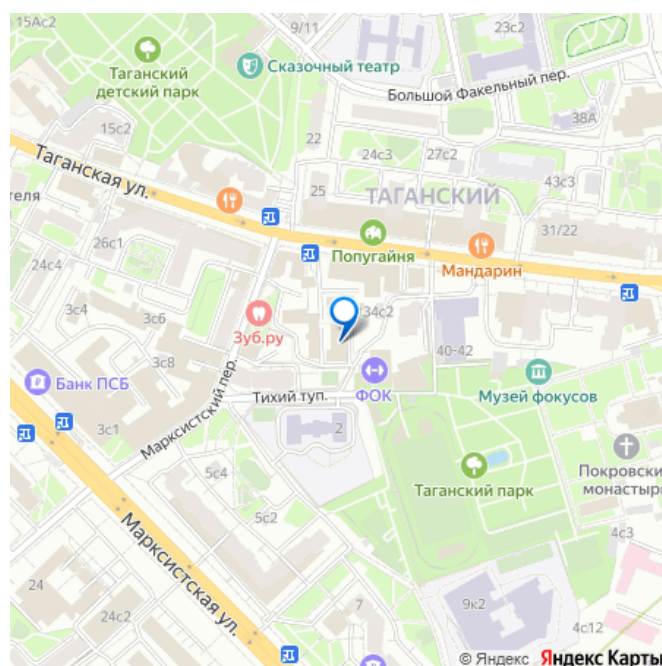 15Ас2
9/11
23с2
Таганский
детский парк
Сказочный театр
Большой Факельный пер.
38А
15с2
22
24с3
27с2
Таганская ул.
43с3
теля
25
ТАГАНСКИЙ
31/22
26с1
Попугайня
Мандарин
24с4
3с4
3с6
34с2
Зуб.ру
40-42
3с8
Банк ПСБ
ФОК
Музей фокусов
Тихий туп.
Марксистский пер.
3с1
2
Покровски
монастыр
5с4
Таганский парк
5с2
4с3
Марксистская ул.
24
7
9к2
24с2
4с12
© Яндекс Яндекс Карты